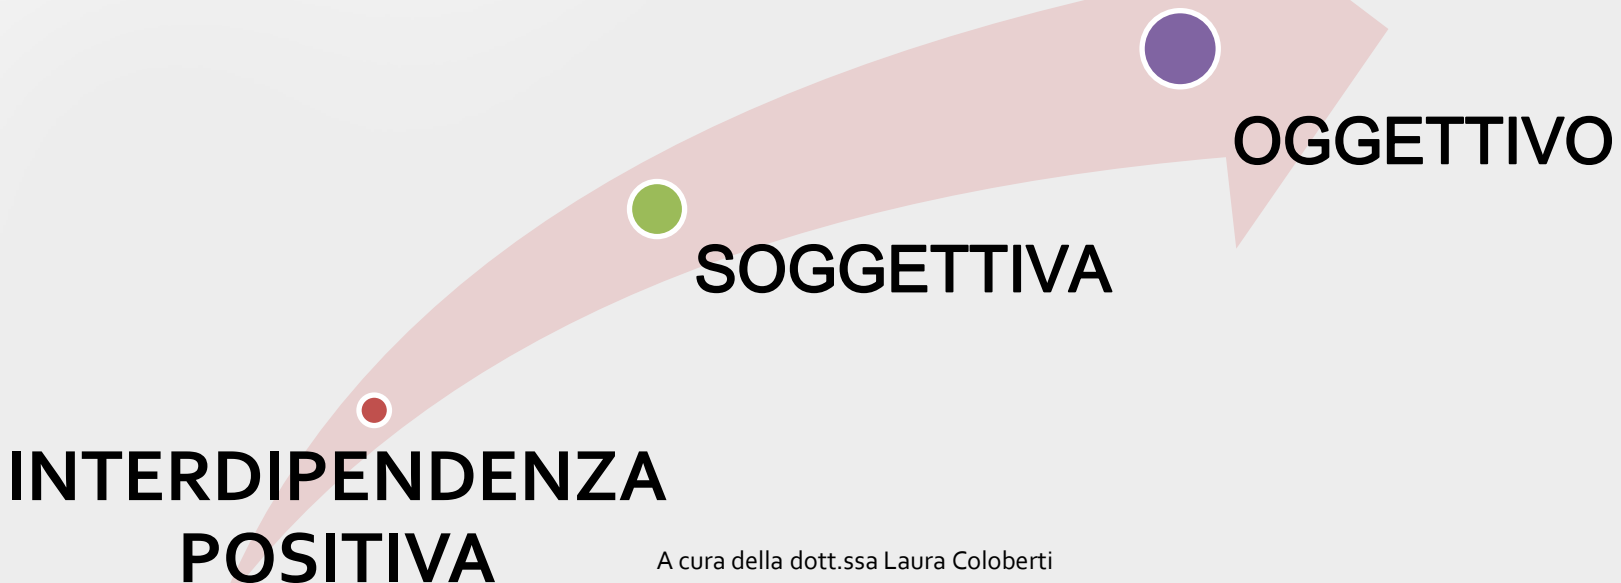 OGGETTIVO
SOGGETTIVA
INTERDIPENDENZA
POSITIVA
A cura della dott.ssa Laura Coloberti